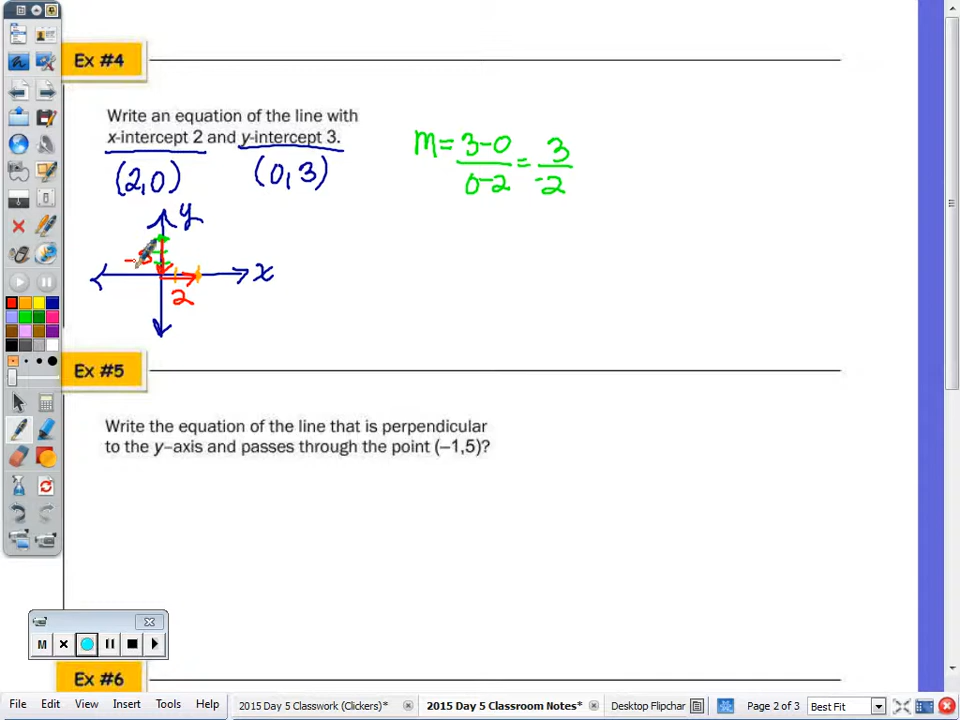 Ex #4
Write an equation of the line with
x-intercept 2 and y-intercept 3.
(2,0) (0,3)
m = 3-0 / 0-2 = 3 / -2
y
x
2
Ex #5
Write the equation of the line that is perpendicular
to the y–axis and passes through the point (–1,5)?
M
Ex #6
File Edit View Insert Tools Help
2015 Day 5 Classwork (Clickers)*
2015 Day 5 Classroom Notes*
Desktop Flipchar
Page 2 of 3
Best Fit